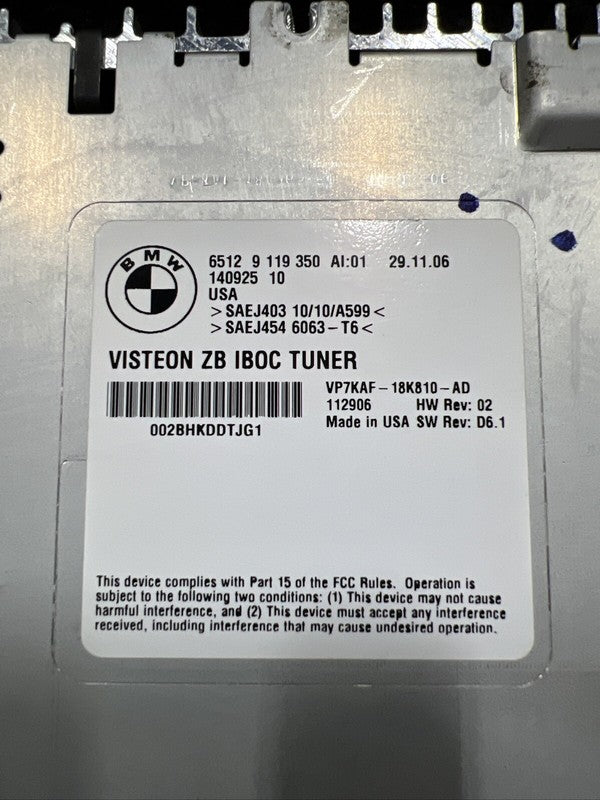 BMW
6512 9 119 350 AI:01 29.11.06
140925 10
USA
>SAEJ403 10/10/A599<
>SAEJ454 6063-T6<
VISTEON ZB IBOC TUNER
VP7KAF-18K810-AD
112906 HW Rev: 02
Made in USA SW Rev: D6.1
002BHKDDTJG1
This device complies with Part 15 of the FCC Rules. Operation is
subject to the following two conditions: (1) This device may not cause
harmful interference, and (2) This device must accept any interference
received, including interference that may cause undesired operation.